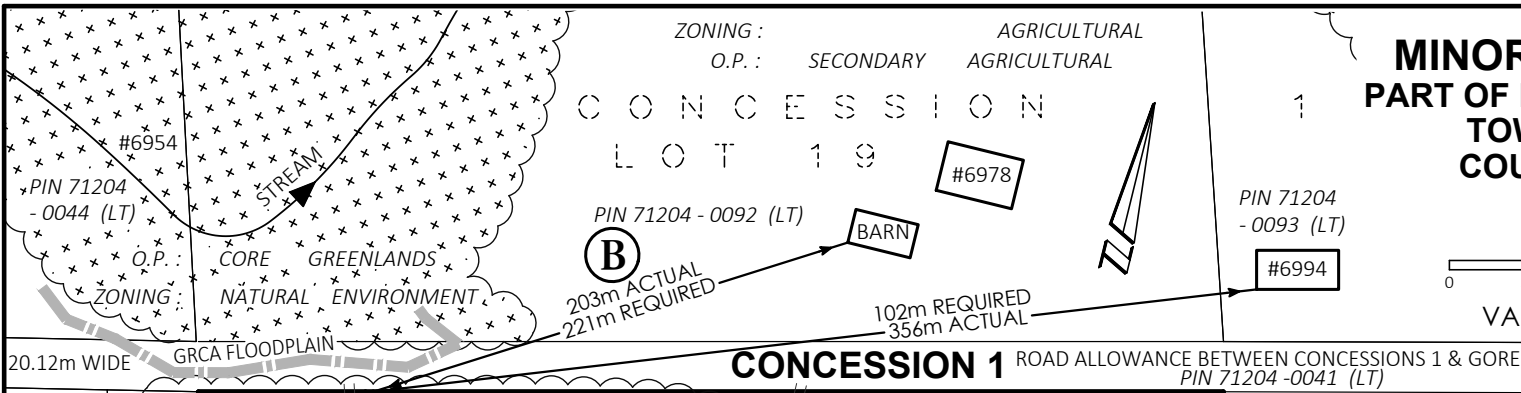 ZONING : AGRICULTURAL
O.P. : SECONDARY AGRICULTURAL
MINOR
PART OF
TOW
COU
CONCESSION 1
LOT 19
#6954
STREAM
PIN 71204
- 0044 (LT)
#6978
PIN 71204 - 0092 (LT)
B
BARN
PIN 71204
- 0093 (LT)
#6994
O.P. : CORE GREENLANDS
ZONING : NATURAL ENVIRONMENT
203m ACTUAL
221m REQUIRED
102m REQUIRED
356m ACTUAL
0
VA
20.12m WIDE
GRCA FLOODPLAIN
CONCESSION 1 ROAD ALLOWANCE BETWEEN CONCESSIONS 1 & GORE
PIN 71204 -0041 (LT)